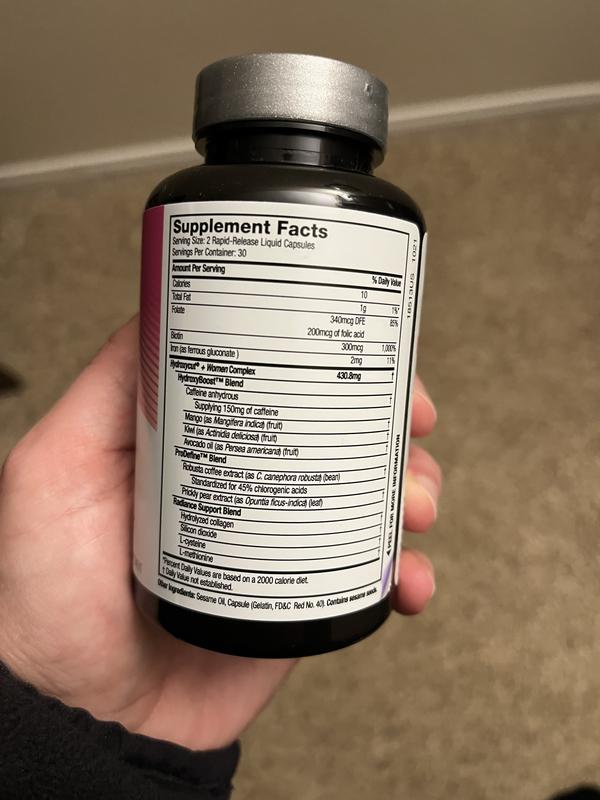 Supplement Facts
Serving Size: 2 Rapid-Release Liquid Capsules
Servings Per Container: 30
Amount Per Serving % Daily Value
Calories 10
Total Fat 1g 1%*
Folate 340mcg DFE 85%
200mcg of folic acid
Biotin 300mcg 1,000%
Iron (as ferrous gluconate ) 2mg 11%
Hydroxycut® + Women Complex 430.8mg †
HydroxyBoost™ Blend
Caffeine anhydrous †
Supplying 150mg of caffeine
Mango (as Mangifera indica) (fruit) †
Kiwi (as Actinidia deliciosa) (fruit) †
Avocado oil (as Persea americana) (fruit) †
ProDefine™ Blend
Robusta coffee extract (as C. canephora robusta) (bean) †
Standardized for 45% chlorogenic acids
Prickly pear extract (as Opuntia ficus-indica) (leaf) †
Radiance Support Blend
Hydrolyzed collagen †
Silicon dioxide †
L-cysteine †
L-methionine †
*Percent Daily Values are based on a 2000 calorie diet.
† Daily Value not established.
Other Ingredients: Sesame Oil, Capsule (Gelatin, FD&C Red No. 40). Contains sesame seeds.
PEEL FOR MORE INFORMATION
18513US 1021